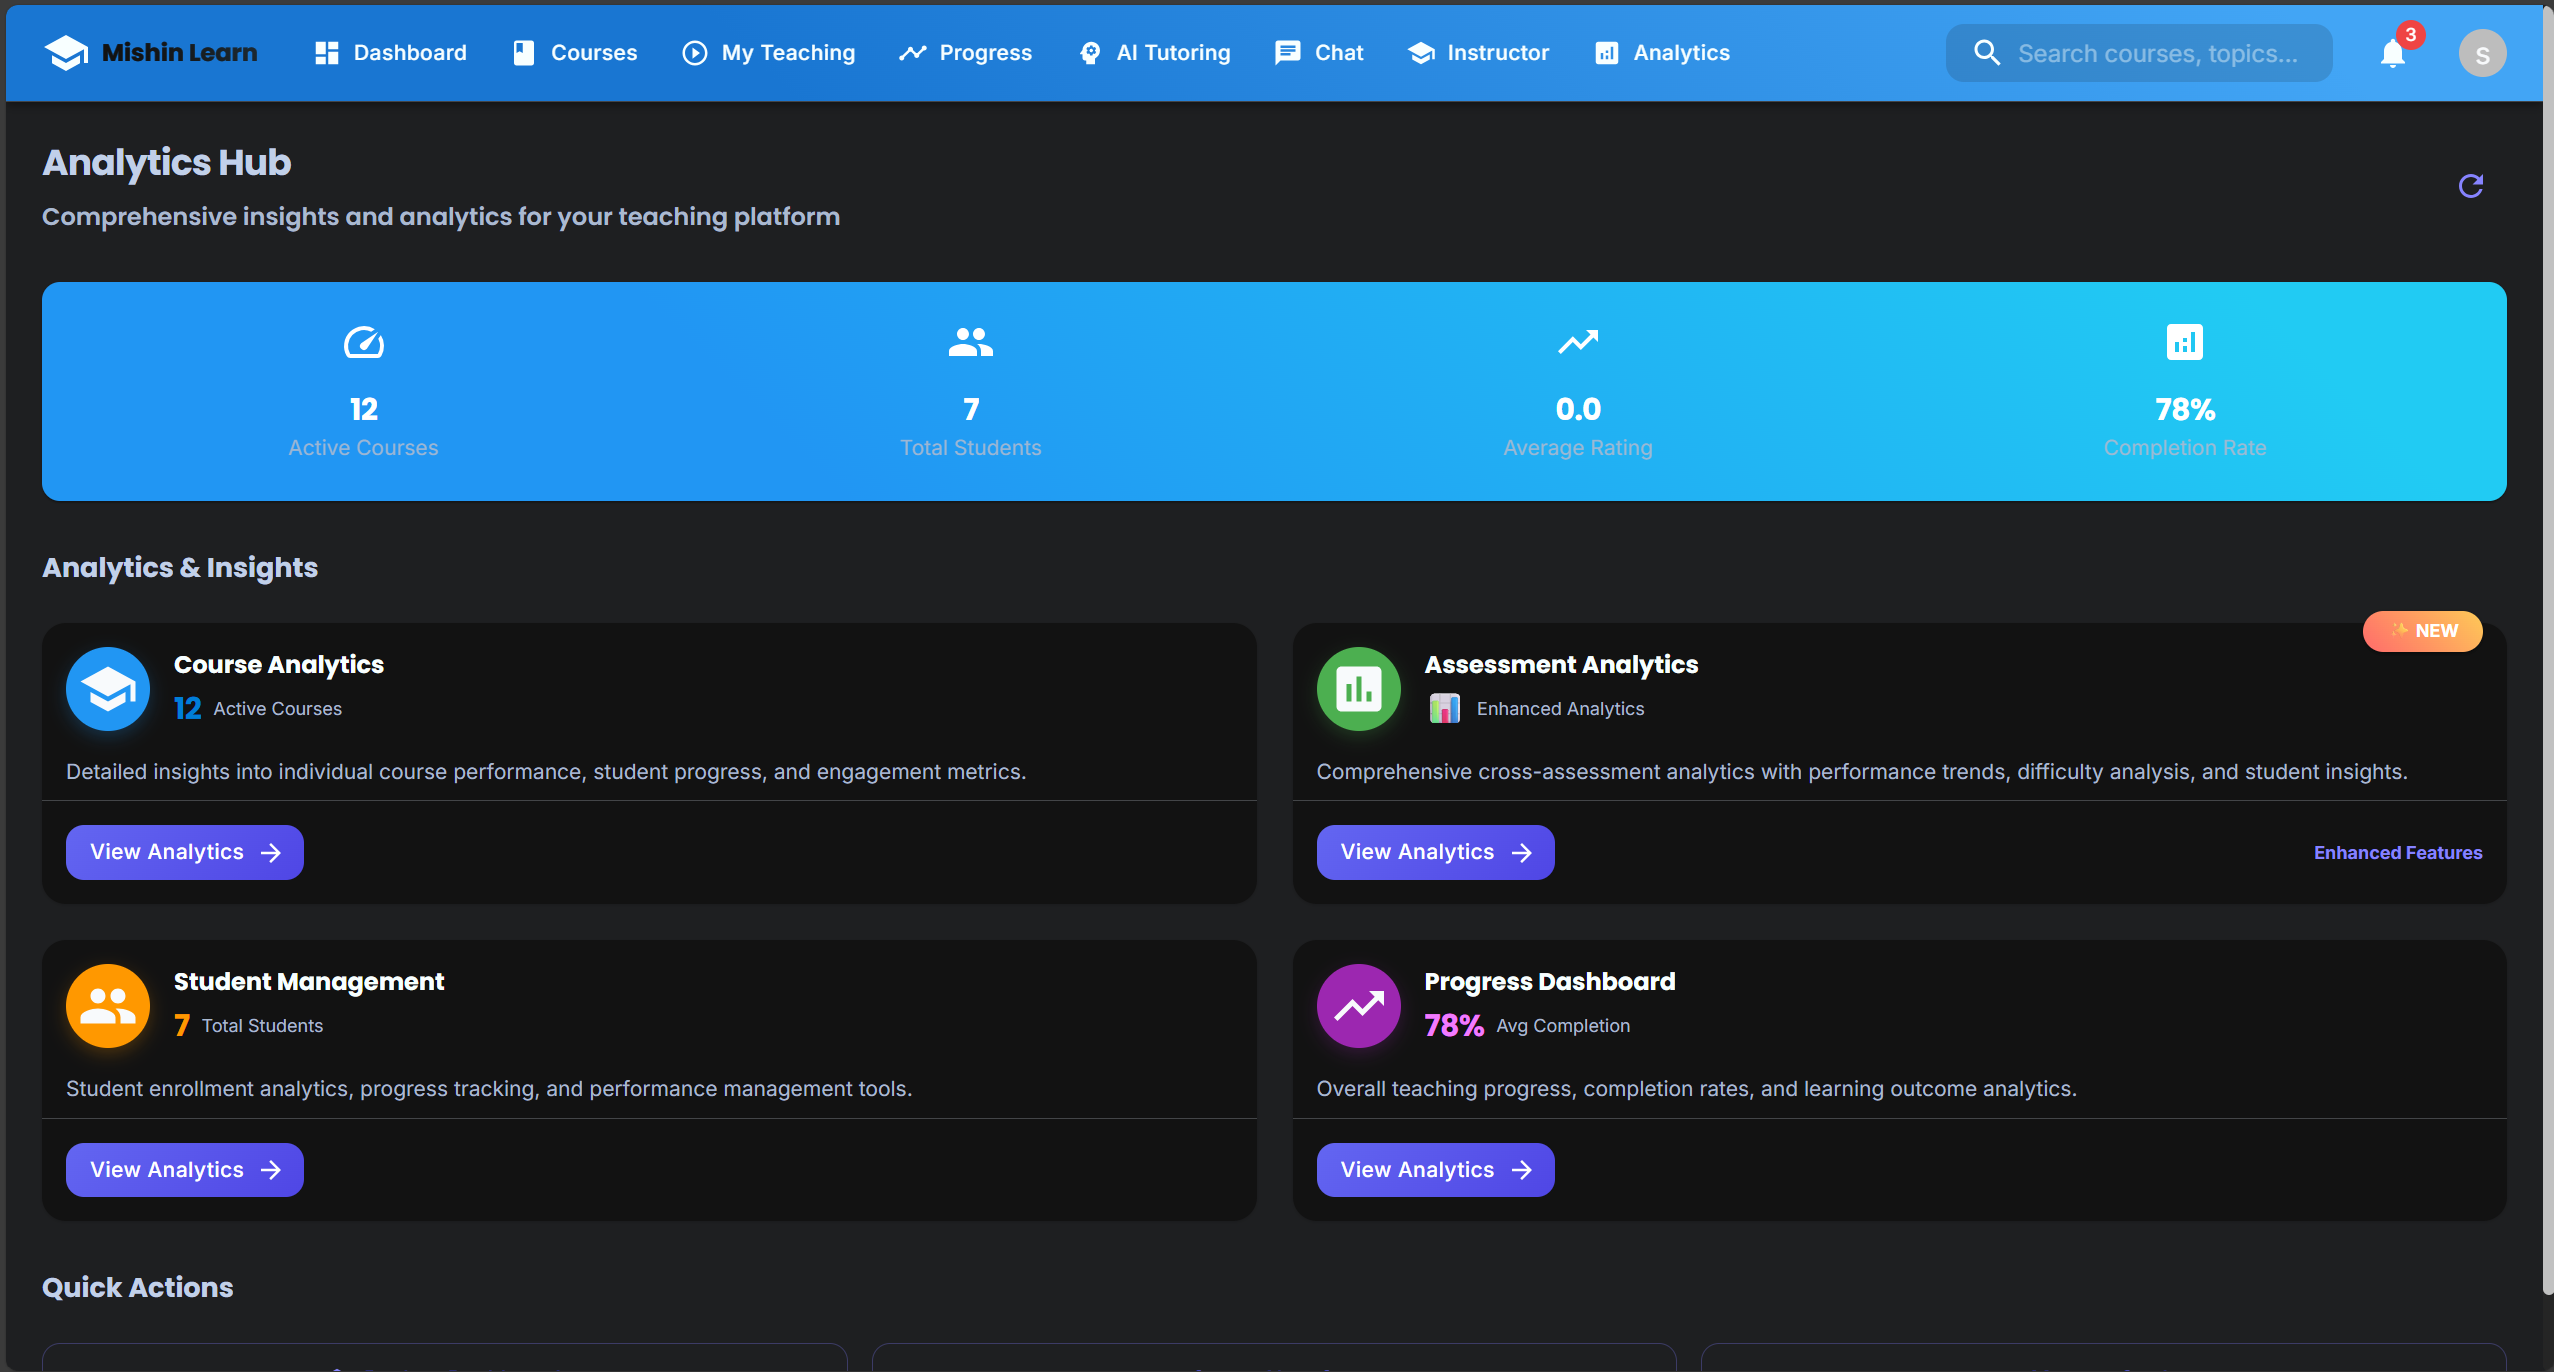 Mishin Learn
Dashboard
Courses
My Teaching
Progress
AI Tutoring
Chat
Instructor
Analytics
Search courses, topics...
3
S
Analytics Hub
Comprehensive insights and analytics for your teaching platform
12
Active Courses
7
Total Students
0.0
Average Rating
78%
Completion Rate
Analytics & Insights
Course Analytics
12 Active Courses
Detailed insights into individual course performance, student progress, and engagement metrics.
View Analytics
✨ NEW
Assessment Analytics
📊 Enhanced Analytics
Comprehensive cross-assessment analytics with performance trends, difficulty analysis, and student insights.
View Analytics
Enhanced Features
Student Management
7 Total Students
Student enrollment analytics, progress tracking, and performance management tools.
View Analytics
Progress Dashboard
78% Avg Completion
Overall teaching progress, completion rates, and learning outcome analytics.
View Analytics
Quick Actions